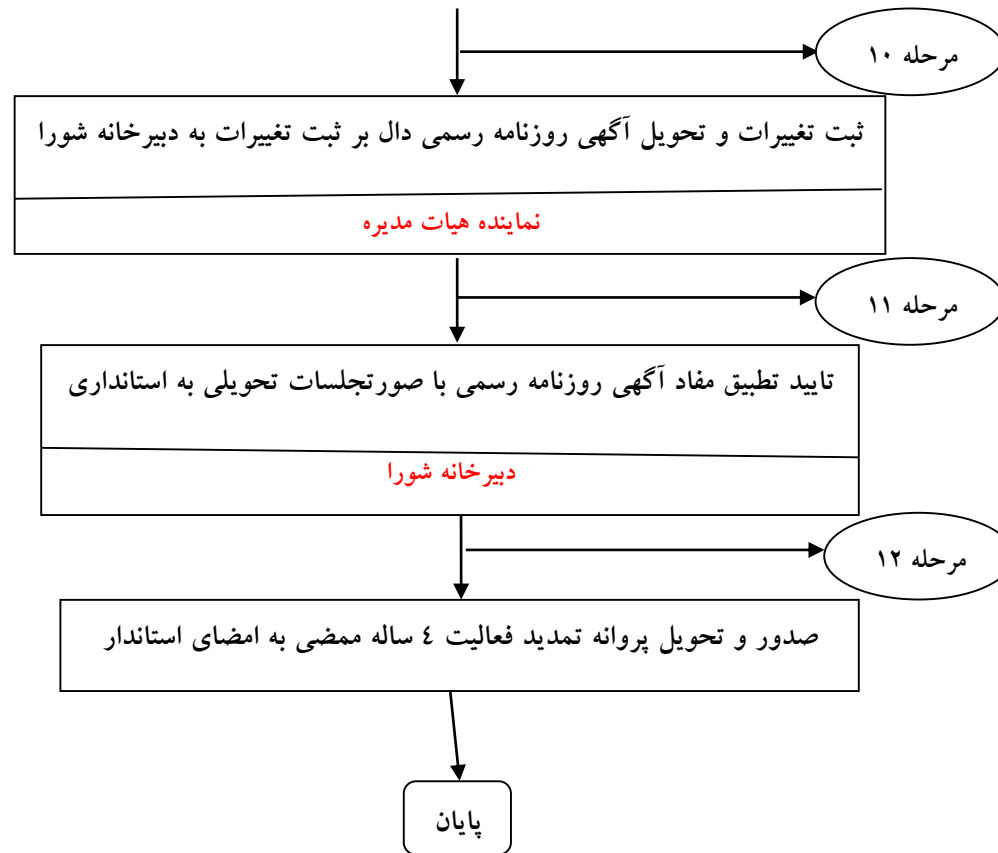 مرحله ۱۰
ثبت تغییرات و تحویل آگهی روزنامه رسمی دال بر ثبت تغییرات به دبیرخانه شورا
نماینده هیات مدیره
مرحله ۱۱
تایید تطبیق مفاد آگهی روزنامه رسمی با صورتجلسات تحویلی به استانداری
دبیرخانه شورا
مرحله ۱۲
صدور و تحویل پروانه تمدید فعالیت ٤ ساله ممضی به امضای استاندار
پایان